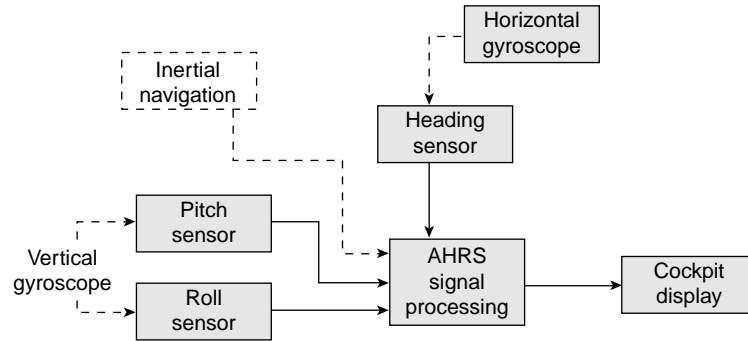 Horizontal
gyroscope
Inertial
navigation
Heading
sensor
Pitch
sensor
Vertical
gyroscope
AHRS
signal
processing
Cockpit
display
Roll
sensor